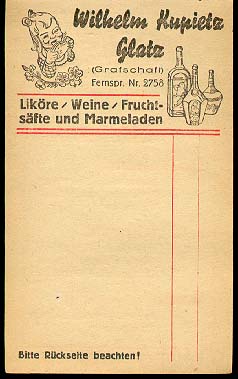 Wilhelm Kupietz
Glatz
(Grafschaft)
Fernspr. Nr. 2758
Liköre / Weine / Frucht-
säfte und Marmeladen
Bitte Rückseite beachten!